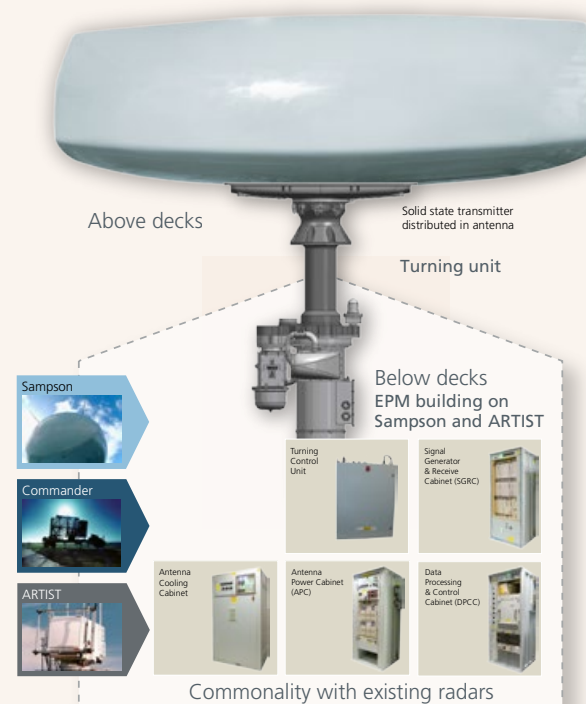 Above decks
Solid state transmitter
distributed in antenna
Turning unit
Below decks
EPM building on
Sampson and ARTIST
Sampson
Commander
ARTIST
Turning
Control
Unit
Signal
Generator
& Receive
Cabinet (SGRC)
Antenna
Cooling
Cabinet
Antenna
Power Cabinet
(APC)
Data
Processing
& Control
Cabinet (DPCC)
Commonality with existing radars